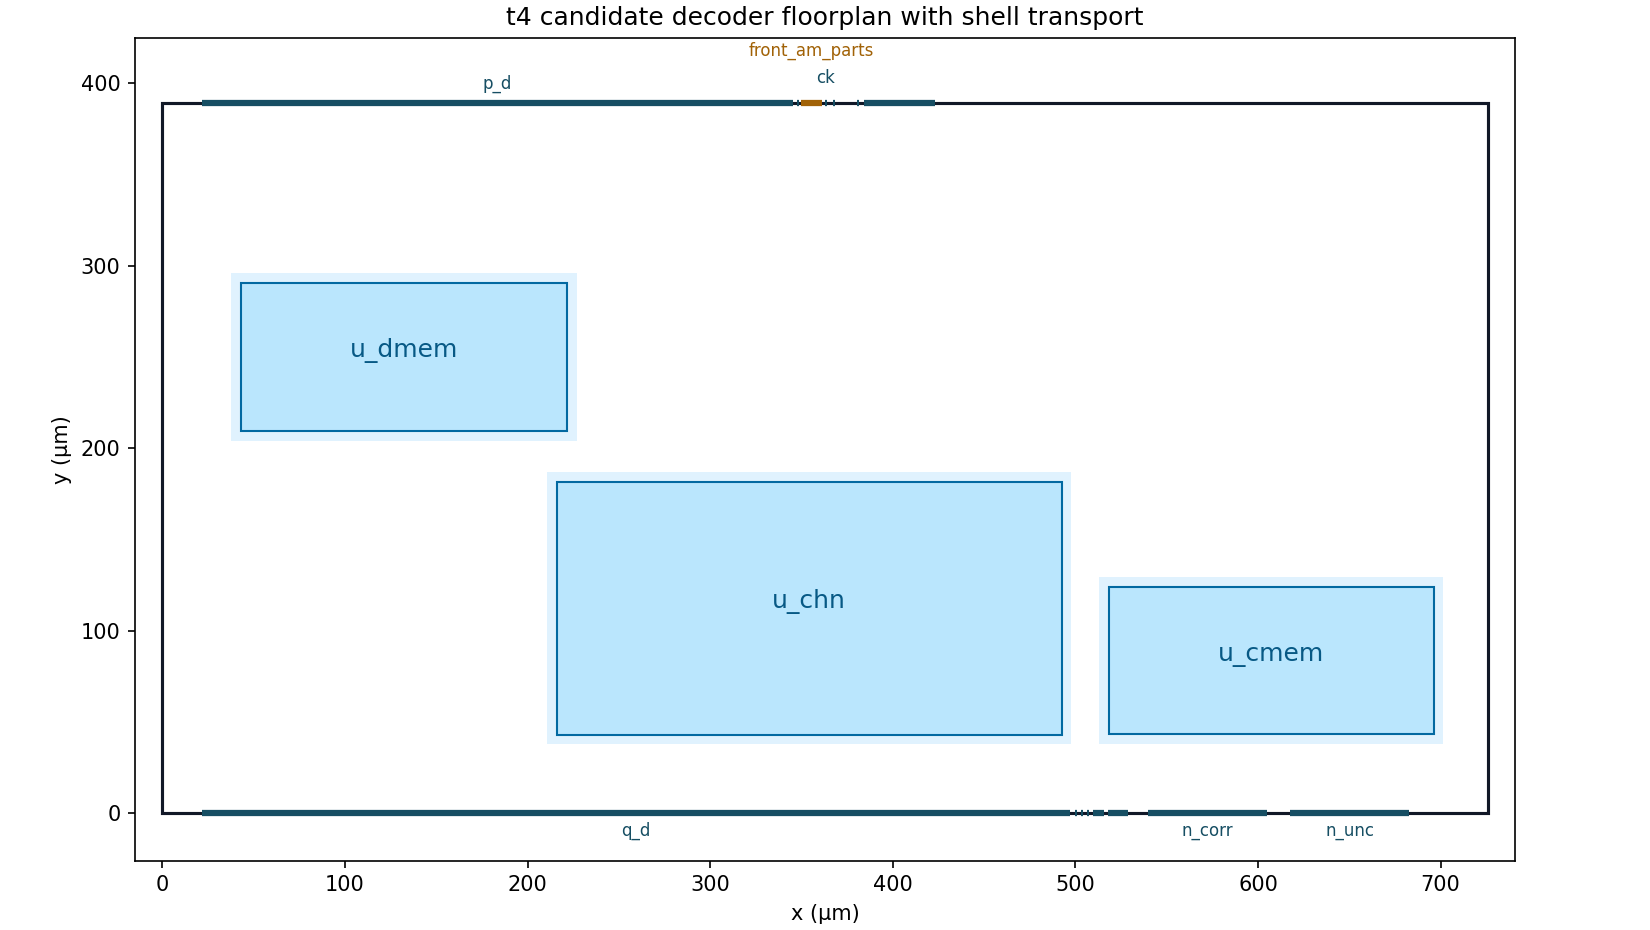 t4 candidate decoder floorplan with shell transport
front_am_parts
ck
p_d
400
300
200
100
0
y (µm)
u_dmem
u_chn
u_cmem
q_d
n_corr
n_unc
0 100 200 300 400 500 600 700
x (µm)